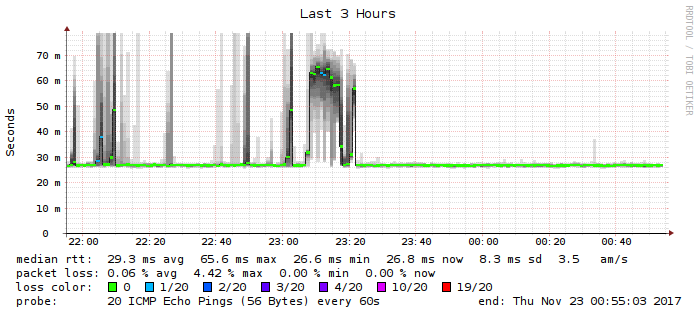 Last 3 Hours
RRDTOOL / TOBI OETIKER
Seconds
70 m
60 m
50 m
40 m
30 m
20 m
10 m
0
22:00 22:20 22:40 23:00 23:20 23:40 00:00 00:20 00:40
median rtt: 29.3 ms avg 65.6 ms max 26.6 ms min 26.8 ms now 8.3 ms sd 3.5 am/s
packet loss: 0.06 % avg 4.42 % max 0.00 % min 0.00 % now
loss color: 0 1/20 2/20 3/20 4/20 10/20 19/20
probe: 20 ICMP Echo Pings (56 Bytes) every 60s end: Thu Nov 23 00:55:03 2017